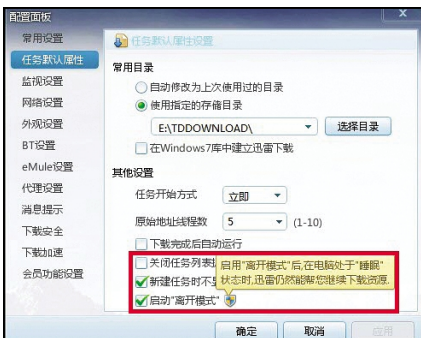 配置面板
常用设置
任务默认属性
监视设置
网络设置
外观设置
BT设置
eMule设置
代理设置
消息提示
下载安全
下载加速
会员功能设置
任务默认属性设置
常用目录
自动修改为上次使用过的目录
使用指定的存储目录
E:\TDDOWNLOAD\
选择目录
在Windows7库中建立迅雷下载
其他设置
任务开始方式 立即
原始地址线程数 5 (1-10)
下载完成后自动运行
关闭任务列表
启用"离开模式"后,在电脑处于"睡眠"
新建任务时不
状态时,迅雷仍然能帮您继续下载资源.
启动"离开模式"
确定 取消 应用